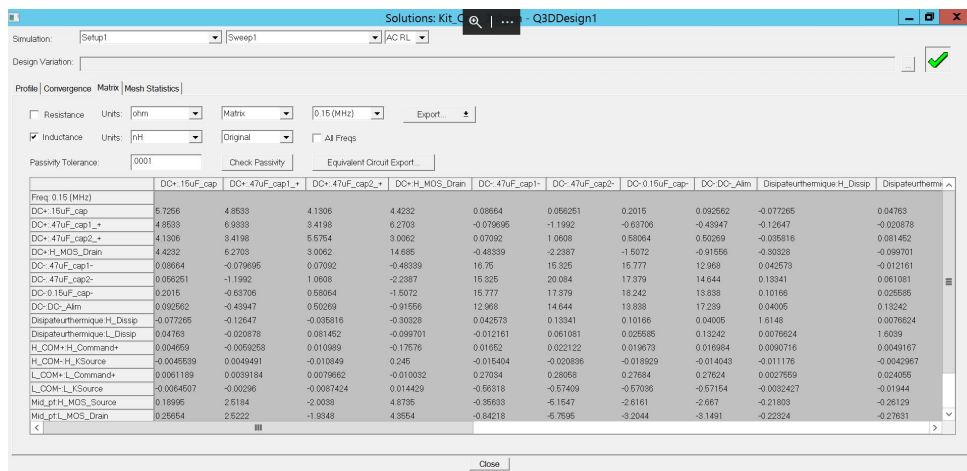 Solutions: Kit_C - Q3DDesign1
Simulation: Setup1 Sweep1 AC RL
Design Variation: ...
Profile Convergence Matrix Mesh Statistics
Resistance Units: ohm Matrix 0.15 (MHz) Export...
Inductance Units: nH Original All Freqs
Passivity Tolerance: .0001 Check Passivity Equivalent Circuit Export...
DC+:.15uF_cap DC+:.47uF_cap1_+ DC+:.47uF_cap2_+ DC+:H_MOS_Drain DC-:.47uF_cap1- DC-:.47uF_cap2- DC-:0.15uF_cap- DC-:DC-_Alim Disipateurthermique:H_Dissip
Freq: 0.15 (MHz)
DC+:.15uF_cap 5.7256 4.8533 4.1306 4.4232 0.08664 0.056251 0.2015 0.092562 -0.077265 0.04763
DC+:.47uF_cap1_+ 4.8533 6.9333 3.4198 6.2703 -0.079695 -1.1992 -0.63706 -0.43947 -0.12647 -0.020878
DC+:.47uF_cap2_+ 4.1306 3.4198 5.5754 3.0062 0.07092 1.0608 0.58064 0.50269 -0.035816 0.081452
DC+:H_MOS_Drain 4.4232 6.2703 3.0062 14.685 -0.48339 -2.2387 -1.5072 -0.91556 -0.30328 -0.099701
DC-:.47uF_cap1- 0.08664 -0.079695 0.07092 -0.48339 16.75 15.325 15.777 12.968 0.042573 -0.012161
DC-:.47uF_cap2- 0.056251 -1.1992 1.0608 -2.2387 15.325 20.084 17.379 14.644 0.13341 0.061081
DC-:0.15uF_cap- 0.2015 -0.63706 0.58064 -1.5072 15.777 17.379 18.242 13.838 0.10166 0.025585
DC-:DC-_Alim 0.092562 -0.43947 0.50269 -0.91556 12.968 14.644 13.838 17.239 0.04005 0.13242
Disipateurthermique:H_Dissip -0.077265 -0.12647 -0.035816 -0.30328 0.042573 0.13341 0.10166 0.04005 1.6148 0.0076624
Disipateurthermique:L_Dissip 0.04763 -0.020878 0.081452 -0.099701 -0.012161 0.061081 0.025585 0.13242 0.0076624 1.6039
H_COM+:H_Command+ 0.004659 -0.0059258 0.010989 -0.17576 0.01652 0.022122 0.019673 0.016984 0.0090716 0.0049167
H_COM-:H_KSource -0.0045539 0.0049491 -0.010849 0.245 -0.015404 -0.020836 -0.018929 -0.014043 -0.011176 -0.0042967
L_COM+:L_Command+ 0.0061189 0.0039184 0.0079662 -0.010032 0.27034 0.28058 0.27684 0.27624 0.0027559 0.024055
L_COM-:L_KSource -0.0064507 -0.00296 -0.0087424 0.014429 -0.56318 -0.57409 -0.57036 -0.57154 -0.0032427 -0.01944
Mid_pt:H_MOS_Source 0.18995 2.5184 -2.0038 4.8735 -0.35633 -5.1547 -2.6161 -2.667 -0.21803 -0.26129
Mid_pt:L_MOS_Drain 0.25654 2.5222 -1.9348 4.3554 -0.84218 -5.7595 -3.2044 -3.1491 -0.22324 -0.27631
Close